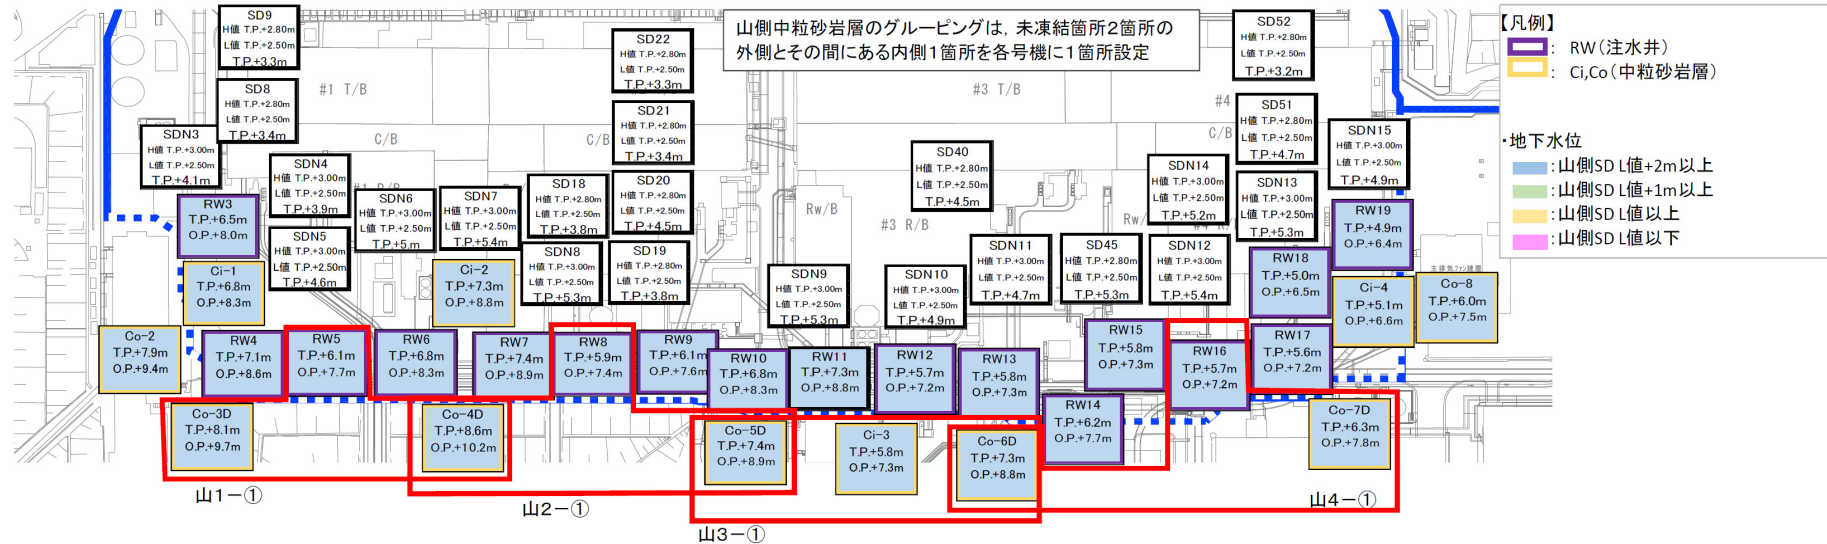 山側中粒砂岩層のグルーピングは，未凍結箇所２箇所の
外側とその間にある内側１箇所を各号機に１箇所設定
【凡例】
： RW（注水井）
： Ci,Co（中粒砂岩層）
・地下水位
:山側SD L値+2m以上
:山側SD L値+1m以上
:山側SD L値以上
:山側SD L値以下
SD9
H値 T.P.+2.80m
L値 T.P.+2.50m
T.P.+3.3m
SD8
H値 T.P.+2.80m
L値 T.P.+2.50m
T.P.+3.4m
SDN3
H値 T.P.+3.00m
L値 T.P.+2.50m
T.P.+4.1m
SDN4
H値 T.P.+3.00m
L値 T.P.+2.50m
T.P.+3.9m
SDN5
H値 T.P.+3.00m
L値 T.P.+2.50m
T.P.+4.6m
SDN6
H値 T.P.+3.00m
L値 T.P.+2.50m
T.P.+5.m
SDN7
H値 T.P.+3.00m
L値 T.P.+2.50m
T.P.+5.4m
SD18
H値 T.P.+2.80m
L値 T.P.+2.50m
T.P.+3.8m
SDN8
H値 T.P.+3.00m
L値 T.P.+2.50m
T.P.+5.3m
SD22
H値 T.P.+2.80m
L値 T.P.+2.50m
T.P.+3.3m
SD21
H値 T.P.+2.80m
L値 T.P.+2.50m
T.P.+3.4m
SD20
H値 T.P.+2.80m
L値 T.P.+2.50m
T.P.+4.5m
SD19
H値 T.P.+2.80m
L値 T.P.+2.50m
T.P.+3.8m
SDN9
H値 T.P.+3.00m
L値 T.P.+2.50m
T.P.+5.3m
SD40
H値 T.P.+2.80m
L値 T.P.+2.50m
T.P.+4.5m
SDN10
H値 T.P.+3.00m
L値 T.P.+2.50m
T.P.+4.9m
SDN11
H値 T.P.+3.00m
L値 T.P.+2.50m
T.P.+4.7m
SD45
H値 T.P.+2.80m
L値 T.P.+2.50m
T.P.+5.3m
SDN14
H値 T.P.+3.00m
L値 T.P.+2.50m
T.P.+5.2m
SDN12
H値 T.P.+3.00m
L値 T.P.+2.50m
T.P.+5.4m
SD52
H値 T.P.+2.80m
L値 T.P.+2.50m
T.P.+3.2m
SD51
H値 T.P.+2.80m
L値 T.P.+2.50m
T.P.+4.7m
SDN13
H値 T.P.+3.00m
L値 T.P.+2.50m
T.P.+5.3m
SDN15
H値 T.P.+3.00m
L値 T.P.+2.50m
T.P.+4.9m
#1 T/B
C/B
C/B
#3 T/B
#4
C/B
Rw/B
#3 R/B
Rw/
主排気ファン建屋
RW3
T.P.+6.5m
O.P.+8.0m
Ci-1
T.P.+6.8m
O.P.+8.3m
Ci-2
T.P.+7.3m
O.P.+8.8m
Co-2
T.P.+7.9m
O.P.+9.4m
RW4
T.P.+7.1m
O.P.+8.6m
RW5
T.P.+6.1m
O.P.+7.7m
RW6
T.P.+6.8m
O.P.+8.3m
RW7
T.P.+7.4m
O.P.+8.9m
RW8
T.P.+5.9m
O.P.+7.4m
RW9
T.P.+6.1m
O.P.+7.6m
RW10
T.P.+6.8m
O.P.+8.3m
RW11
T.P.+7.3m
O.P.+8.8m
RW12
T.P.+5.7m
O.P.+7.2m
RW13
T.P.+5.8m
O.P.+7.3m
RW14
T.P.+6.2m
O.P.+7.7m
RW15
T.P.+5.8m
O.P.+7.3m
RW16
T.P.+5.7m
O.P.+7.2m
RW17
T.P.+5.6m
O.P.+7.2m
RW18
T.P.+5.0m
O.P.+6.5m
RW19
T.P.+4.9m
O.P.+6.4m
Ci-4
T.P.+5.1m
O.P.+6.6m
Co-8
T.P.+6.0m
O.P.+7.5m
Co-3D
T.P.+8.1m
O.P.+9.7m
Co-4D
T.P.+8.6m
O.P.+10.2m
Co-5D
T.P.+7.4m
O.P.+8.9m
Ci-3
T.P.+5.8m
O.P.+7.3m
Co-6D
T.P.+7.3m
O.P.+8.8m
Co-7D
T.P.+6.3m
O.P.+7.8m
山１－①
山２－①
山３－①
山４－①